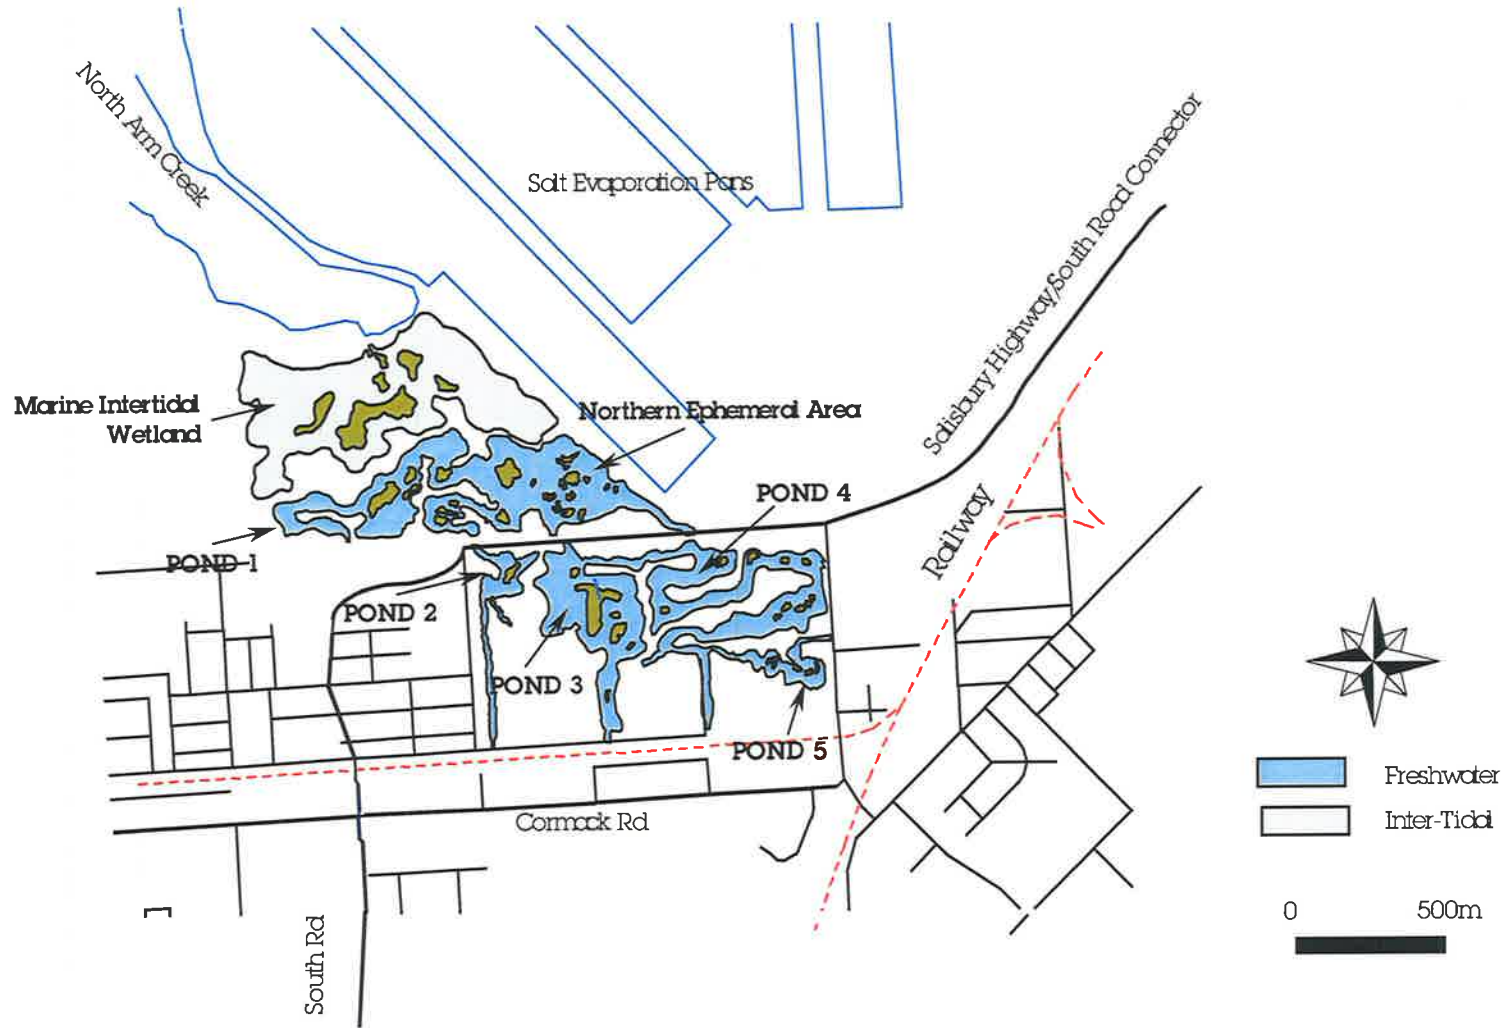 North Arm Creek
Salt Evaporation Pans
Salisbury Highway/South Road Connector
Marine Intertidal
Wetland
Northern Ephemeral Area
POND 4
Railway
POND 1
POND 2
POND 3
POND 5
Freshwater
Cormack Rd
Inter-Tidal
0 500m
South Rd